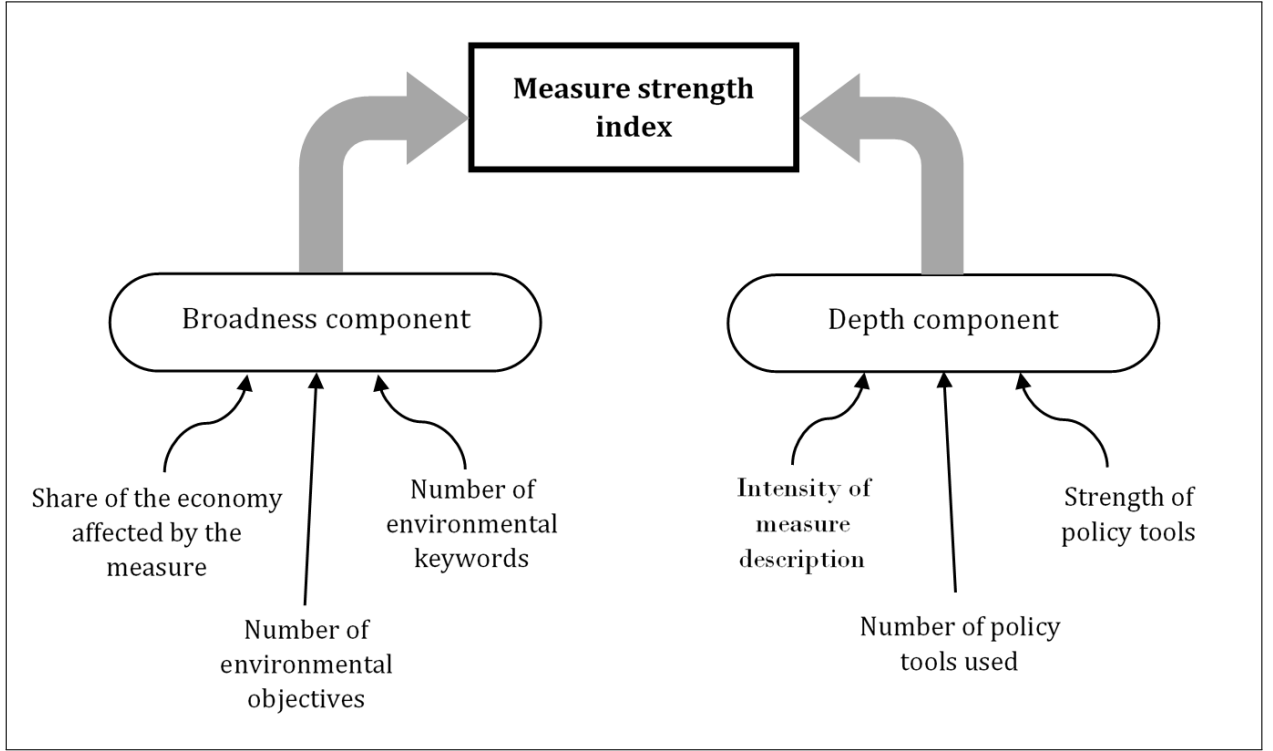 Measure strength
index
Broadness component
Depth component
Share of the economy
affected by the
measure
Number of
environmental
objectives
Number of
environmental
keywords
Intensity of
measure
description
Number of policy
tools used
Strength of
policy tools